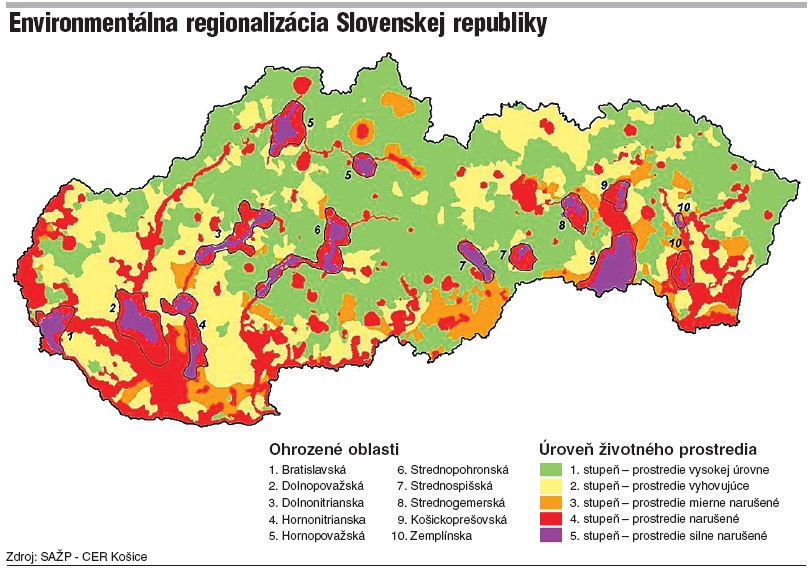 Environmentálna regionalizácia Slovenskej republiky
5
5
9
10
3
6
8
10
7
7
9
2
4
1
Ohrozené oblasti
1. Bratislavská
2. Dolnopovažská
3. Dolnonitrianska
4. Hornonitrianska
5. Hornopovažská
6. Strednopohronská
7. Strednospišská
8. Strednogemerská
9. Košickoprešovská
10. Zemplínska
Úroveň životného prostredia
1. stupeň – prostredie vysokej úrovne
2. stupeň – prostredie vyhovujúce
3. stupeň – prostredie mierne narušené
4. stupeň – prostredie narušené
5. stupeň – prostredie silne narušené
Zdroj: SAŽP - CER Košice